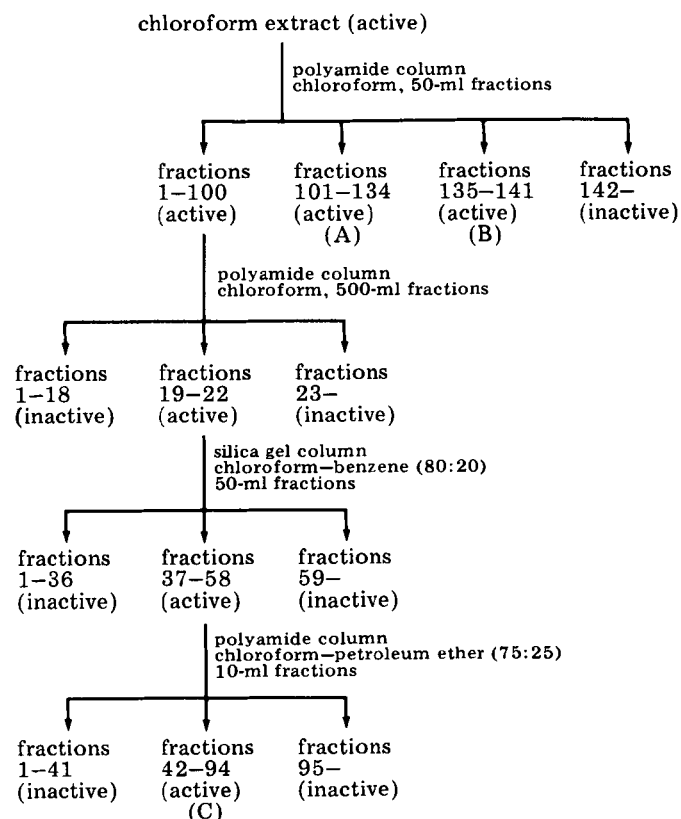 chloroform extract (active)
polyamide column
chloroform, 50-ml fractions
fractions
1—100
(active)
fractions
101—134
(active)
(A)
fractions
135—141
(active)
(B)
fractions
142—
(inactive)
polyamide column
chloroform, 500-ml fractions
fractions
1—18
(inactive)
fractions
19—22
(active)
fractions
23—
(inactive)
silica gel column
chloroform—benzene (80:20)
50-ml fractions
fractions
1—36
(inactive)
fractions
37—58
(active)
fractions
59—
(inactive)
polyamide column
chloroform—petroleum ether (75:25)
10-ml fractions
fractions
1—41
(inactive)
fractions
42—94
(active)
(C)
fractions
95—
(inactive)